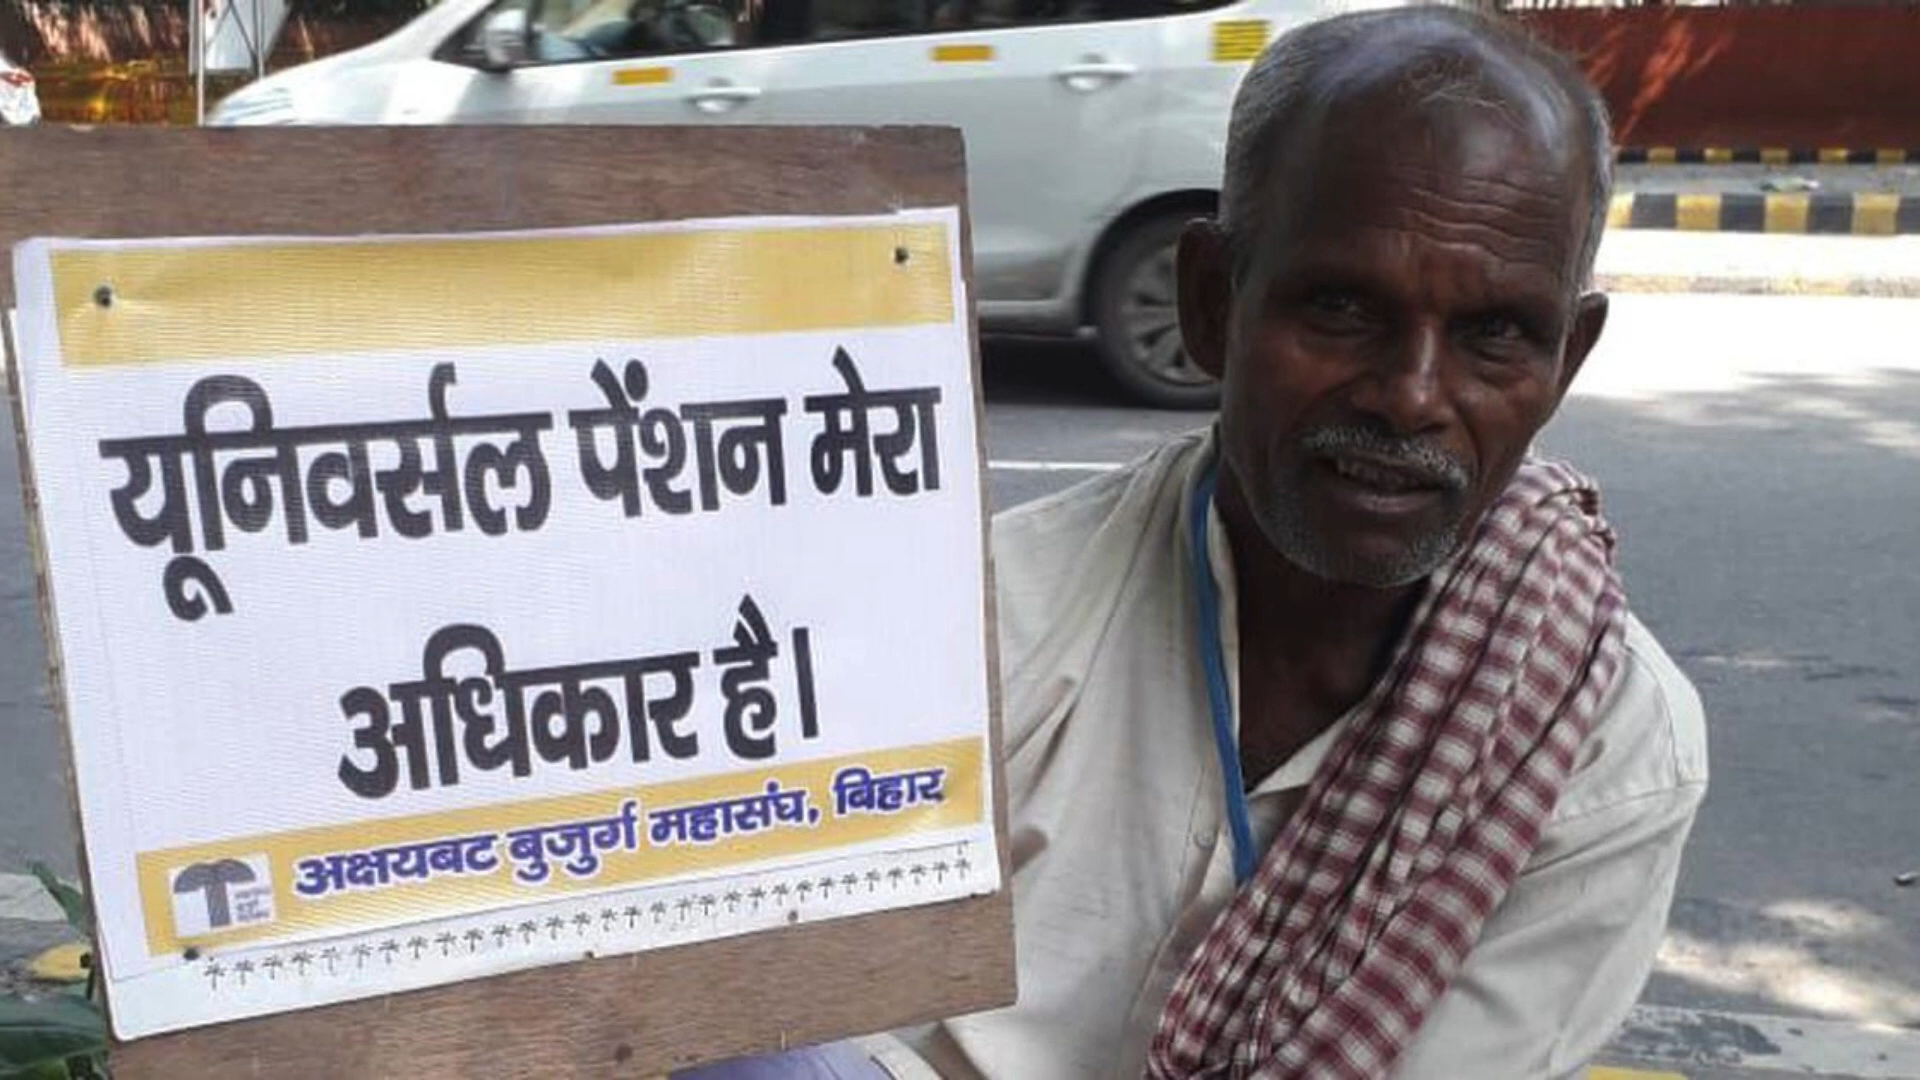 यूनिवर्सल पेंशन मेरा
अधिकार है।
अक्षयबट बुजुर्ग महासंघ, बिहार